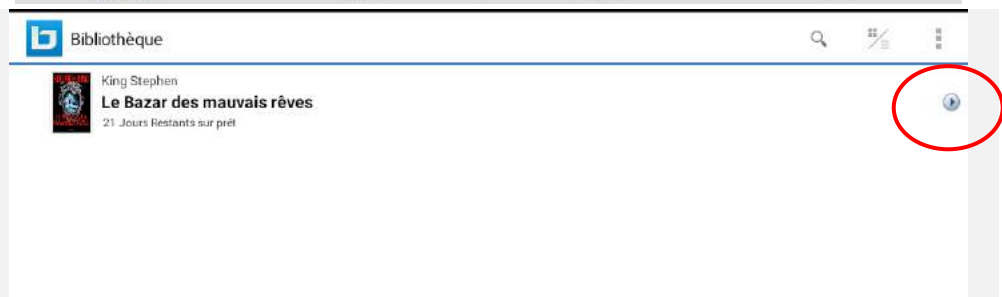 Bibliothèque
King Stephen
Le Bazar des mauvais rêves
21 Jours Restants sur prêt